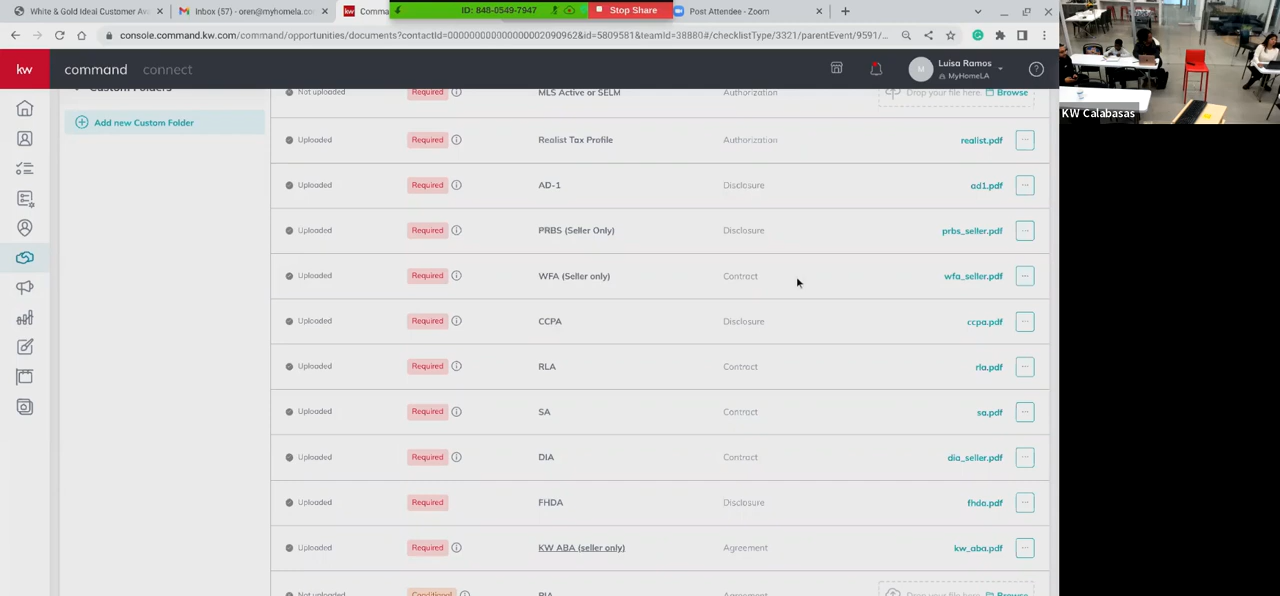 White & Gold Ideal Customer Awa
Inbox (57) - oren@myhomela.co
Comma
ID: 848-0549-7947
Stop Share
Post Attendee - Zoom
console.command.kw.com/command/opportunities/documents?contactId=0000000000000002090962&id=5809581&teamId=38880#/checklistType/3321/parentEvent/9591/...
kw
command
connect
M
Luisa Ramos
MyHomeLA
KW Calabasas
Custom Folders
Add new Custom Folder
Not uploaded Required MLS Active or SELM Authorization Drop your file here. Browse
Uploaded Required Realist Tax Profile Authorization realist.pdf
Uploaded Required AD-1 Disclosure ad1.pdf
Uploaded Required PRBS (Seller Only) Disclosure prbs_seller.pdf
Uploaded Required WFA (Seller only) Contract wfa_seller.pdf
Uploaded Required CCPA Disclosure ccpa.pdf
Uploaded Required RLA Contract rla.pdf
Uploaded Required SA Contract sa.pdf
Uploaded Required DIA Contract dia_seller.pdf
Uploaded Required FHDA Disclosure fhda.pdf
Uploaded Required KW ABA (seller only) Agreement kw_aba.pdf
Not uploaded Conditional Agreement Drop your file here. Browse